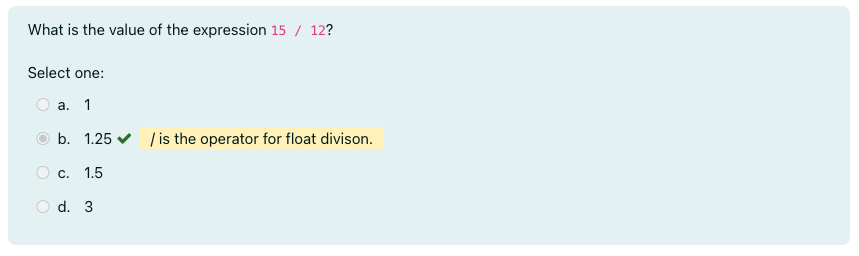 What is the value of the expression 15 / 12?
Select one:
a. 1
b. 1.25 ✔ / is the operator for float divison.
c. 1.5
d. 3